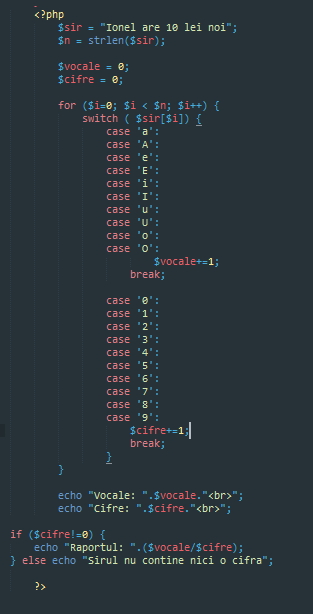 <?php
$sir = "Ionel are 10 lei noi";
$n = strlen($sir);
$vocale = 0;
$cifre = 0;
for ($i=0; $i < $n; $i++) {
switch ( $sir[$i]) {
case 'a':
case 'A':
case 'e':
case 'E':
case 'i':
case 'I':
case 'u':
case 'U':
case 'o':
case 'O':
$vocale+=1;
break;
case '0':
case '1':
case '2':
case '3':
case '4':
case '5':
case '6':
case '7':
case '8':
case '9':
$cifre+=1;
break;
}
}
echo "Vocale: ".$vocale."<br>";
echo "Cifre: ".$cifre."<br>";
if ($cifre!=0) {
echo "Raportul: ".($vocale/$cifre);
} else echo "Sirul nu contine nici o cifra";
?>